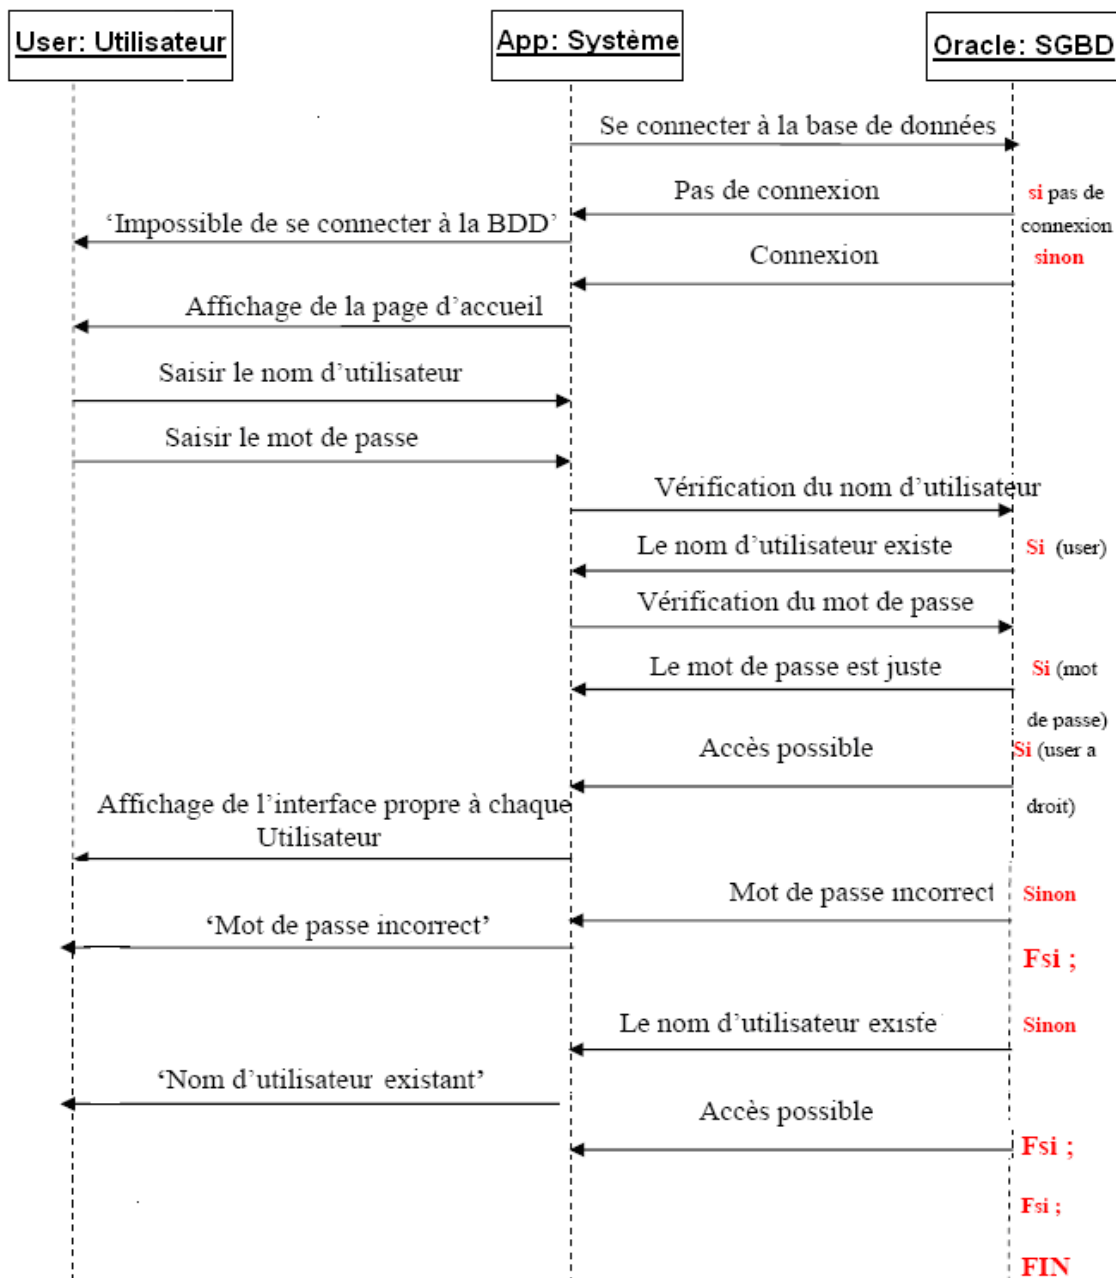 User: Utilisateur
App: Système
Oracle: SGBD
Se connecter à la base de données
Pas de connexion
si pas de
connexion
‘Impossible de se connecter à la BDD’
Connexion
sinon
Affichage de la page d’accueil
Saisir le nom d’utilisateur
Saisir le mot de passe
Vérification du nom d’utilisateur
Le nom d’utilisateur existe
Si (user)
Vérification du mot de passe
Le mot de passe est juste
Si (mot
de passe)
Accès possible
Si (user a
droit)
Affichage de l’interface propre à chaque
Utilisateur
Mot de passe incorrect
Sinon
‘Mot de passe incorrect’
Fsi ;
Le nom d’utilisateur existe
Sinon
‘Nom d’utilisateur existant’
Accès possible
Fsi ;
Fsi ;
FIN